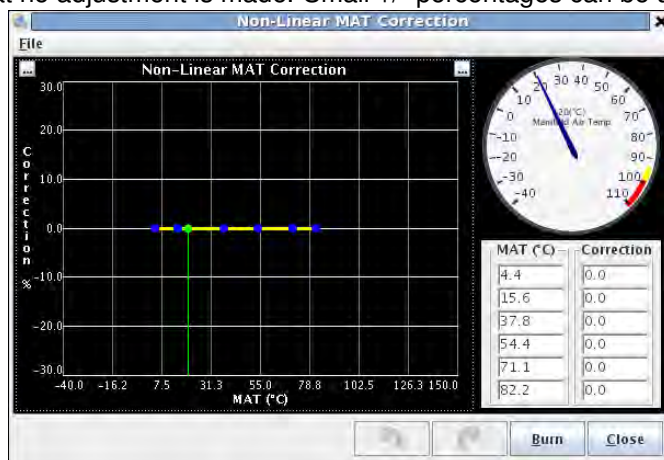 t no adjustment is made. Small +/- percentages can be
Non-Linear MAT Correction
File
... Non-Linear MAT Correction ...
30.0
20.0
10.0
0.0
-10.0
-20.0
-30.0
Correction %
-40.0 -16.2 7.5 31.3 55.0 78.8 102.5 126.3 150.0
MAT (°C)
-40 -30 -20 -10 0 10 20 30 40 50 60 70 80 90 100 110
20(°C)
Manifold Air Temp
MAT (°C) Correction
4.4 0.0
15.6 0.0
37.8 0.0
54.4 0.0
71.1 0.0
82.2 0.0
Burn Close